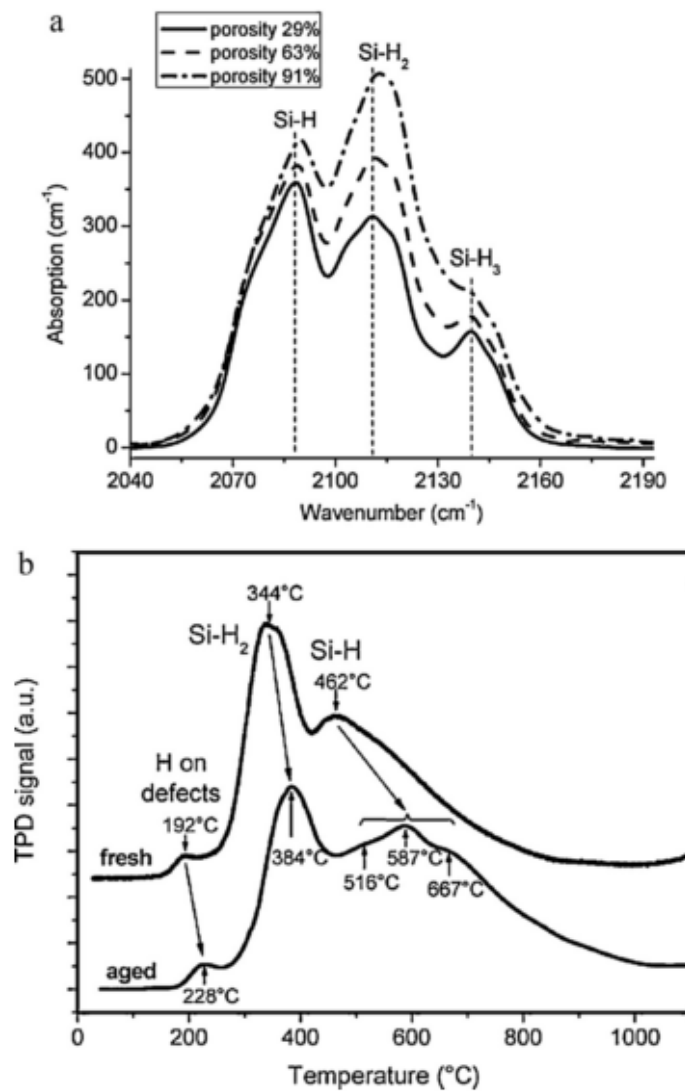 a
porosity 29%
porosity 63%
porosity 91%
Si-H
Si-H₂
Si-H₃
500
400
300
200
100
0
Absorption (cm⁻¹)
2040 2070 2100 2130 2160 2190
Wavenumber (cm⁻¹)
b
344°C
Si-H₂
Si-H
462°C
H on
defects
192°C
fresh
384°C
516°C
587°C
667°C
aged
228°C
TPD signal (a.u.)
0 200 400 600 800 1000
Temperature (°C)